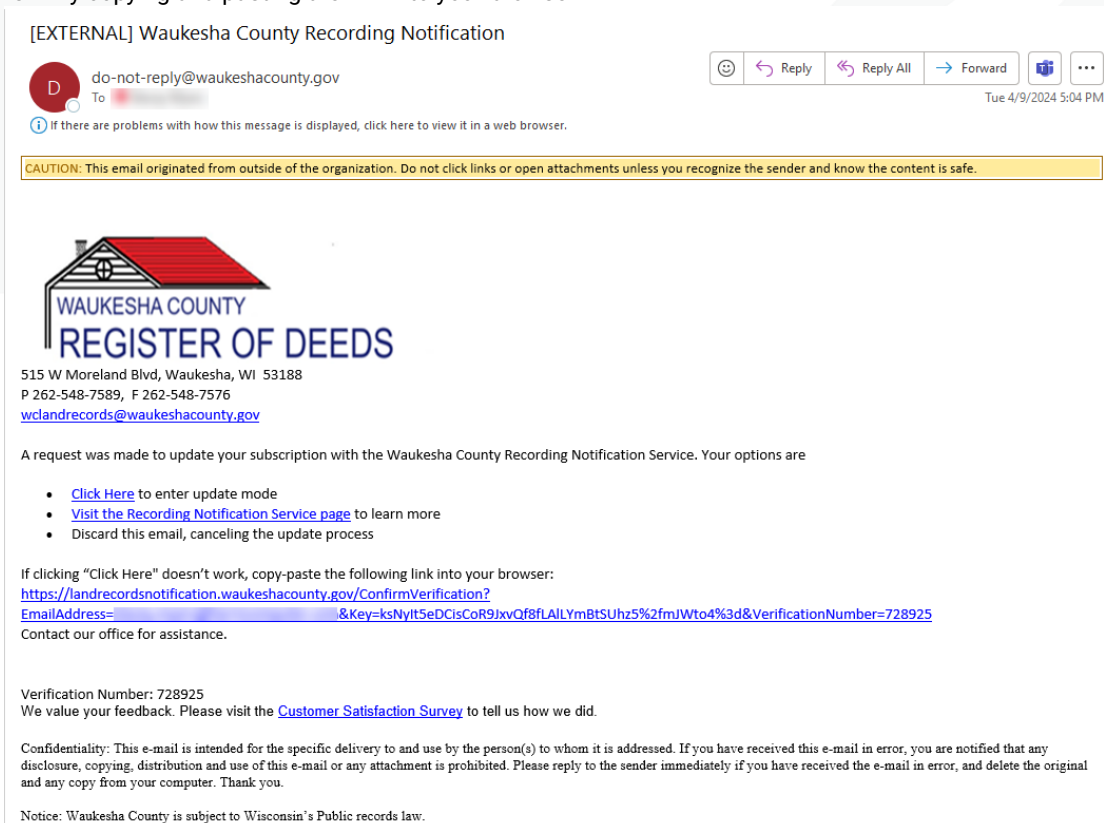 [EXTERNAL] Waukesha County Recording Notification
D
do-not-reply@waukeshacounty.gov
To
Reply
Reply All
Forward
Tue 4/9/2024 5:04 PM
If there are problems with how this message is displayed, click here to view it in a web browser.
CAUTION: This email originated from outside of the organization. Do not click links or open attachments unless you recognize the sender and know the content is safe.
WAUKESHA COUNTY
REGISTER OF DEEDS
515 W Moreland Blvd, Waukesha, WI 53188
P 262-548-7589, F 262-548-7576
wclandrecords@waukeshacounty.gov
A request was made to update your subscription with the Waukesha County Recording Notification Service. Your options are
• Click Here to enter update mode
• Visit the Recording Notification Service page to learn more
• Discard this email, canceling the update process
If clicking “Click Here" doesn’t work, copy-paste the following link into your browser:
https://landrecordsnotification.waukeshacounty.gov/ConfirmVerification?
EmailAddress= &Key=ksNyIt5eDCisCoR9JxvQf8fLAlLYmBtSUhz5%2fmJWto4%3d&VerificationNumber=728925
Contact our office for assistance.
Verification Number: 728925
We value your feedback. Please visit the Customer Satisfaction Survey to tell us how we did.
Confidentiality: This e-mail is intended for the specific delivery to and use by the person(s) to whom it is addressed. If you have received this e-mail in error, you are notified that any
disclosure, copying, distribution and use of this e-mail or any attachment is prohibited. Please reply to the sender immediately if you have received the e-mail in error, and delete the original
and any copy from your computer. Thank you.
Notice: Waukesha County is subject to Wisconsin’s Public records law.